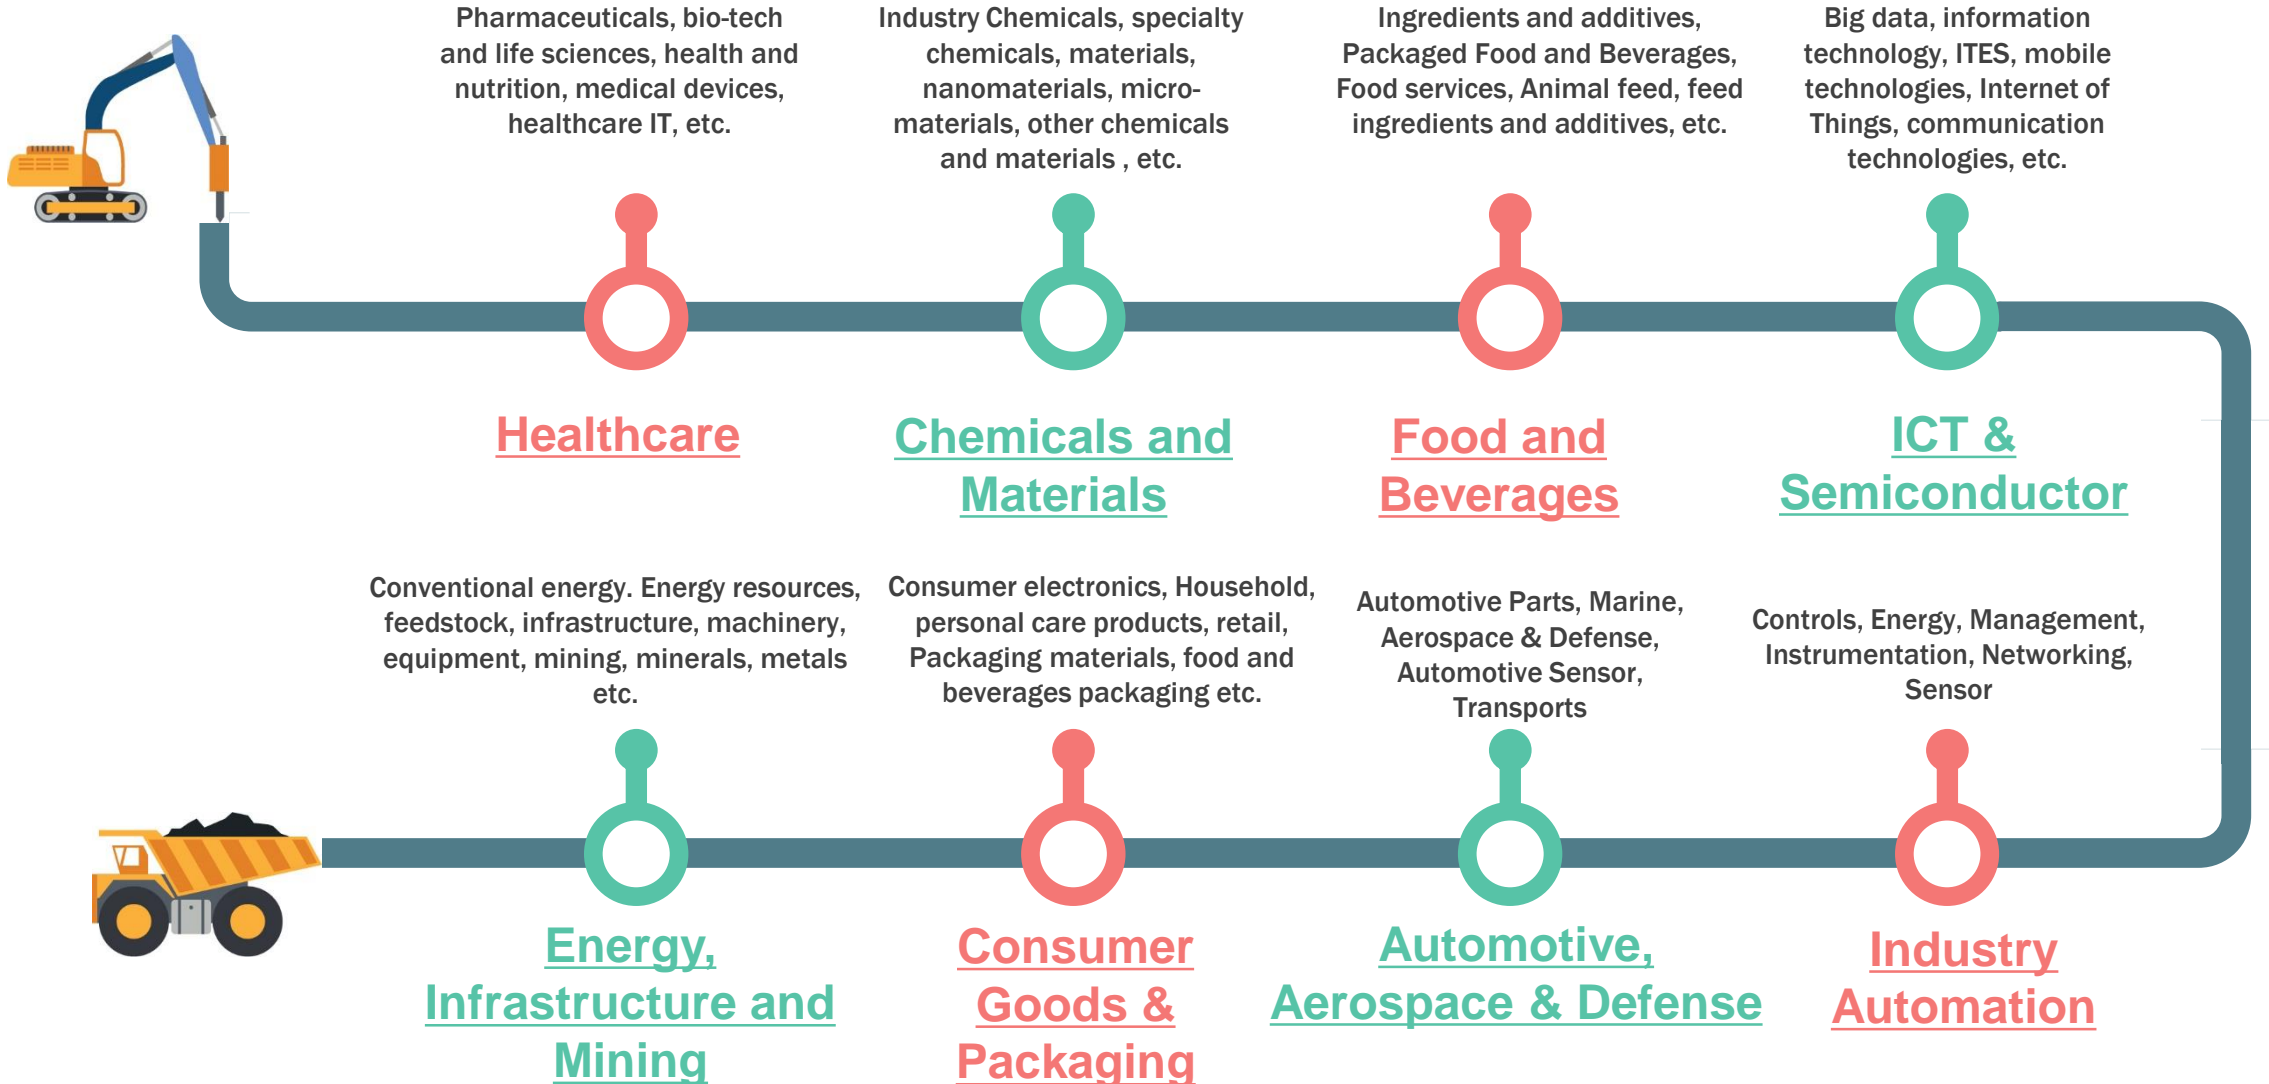 Pharmaceuticals, bio-tech
and life sciences, health and
nutrition, medical devices,
healthcare IT, etc.
Industry Chemicals, specialty
chemicals, materials,
nanomaterials, micro-
materials, other chemicals
and materials , etc.
Ingredients and additives,
Packaged Food and Beverages,
Food services, Animal feed, feed
ingredients and additives, etc.
Big data, information
technology, ITES, mobile
technologies, Internet of
Things, communication
technologies, etc.
Healthcare
Chemicals and
Materials
Food and
Beverages
ICT &
Semiconductor
Conventional energy. Energy resources,
feedstock, infrastructure, machinery,
equipment, mining, minerals, metals
etc.
Consumer electronics, Household,
personal care products, retail,
Packaging materials, food and
beverages packaging etc.
Automotive Parts, Marine,
Aerospace & Defense,
Automotive Sensor,
Transports
Controls, Energy, Management,
Instrumentation, Networking,
Sensor
Energy,
Infrastructure and
Mining
Consumer
Goods &
Packaging
Automotive,
Aerospace & Defense
Industry
Automation